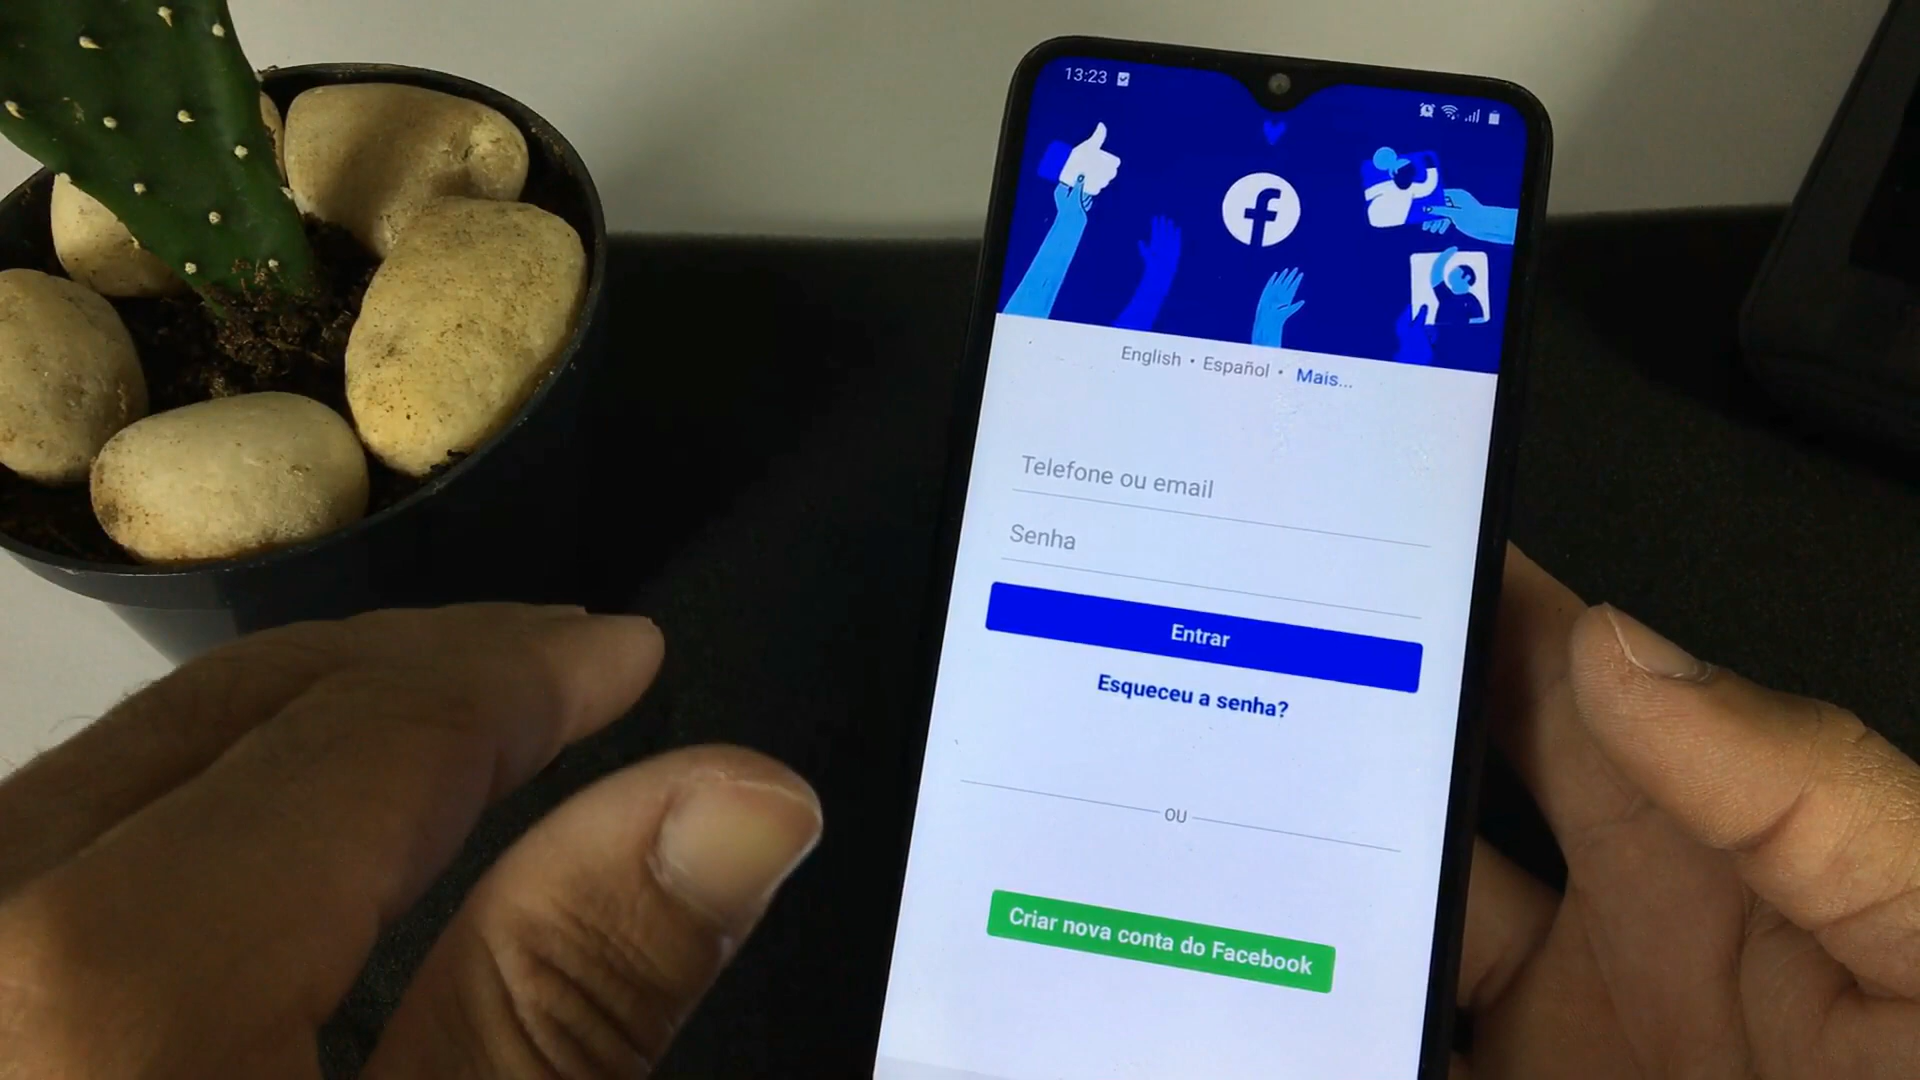 13:23
English • Español • Mais...
Telefone ou email
Senha
Entrar
Esqueceu a senha?
OU
Criar nova conta do Facebook